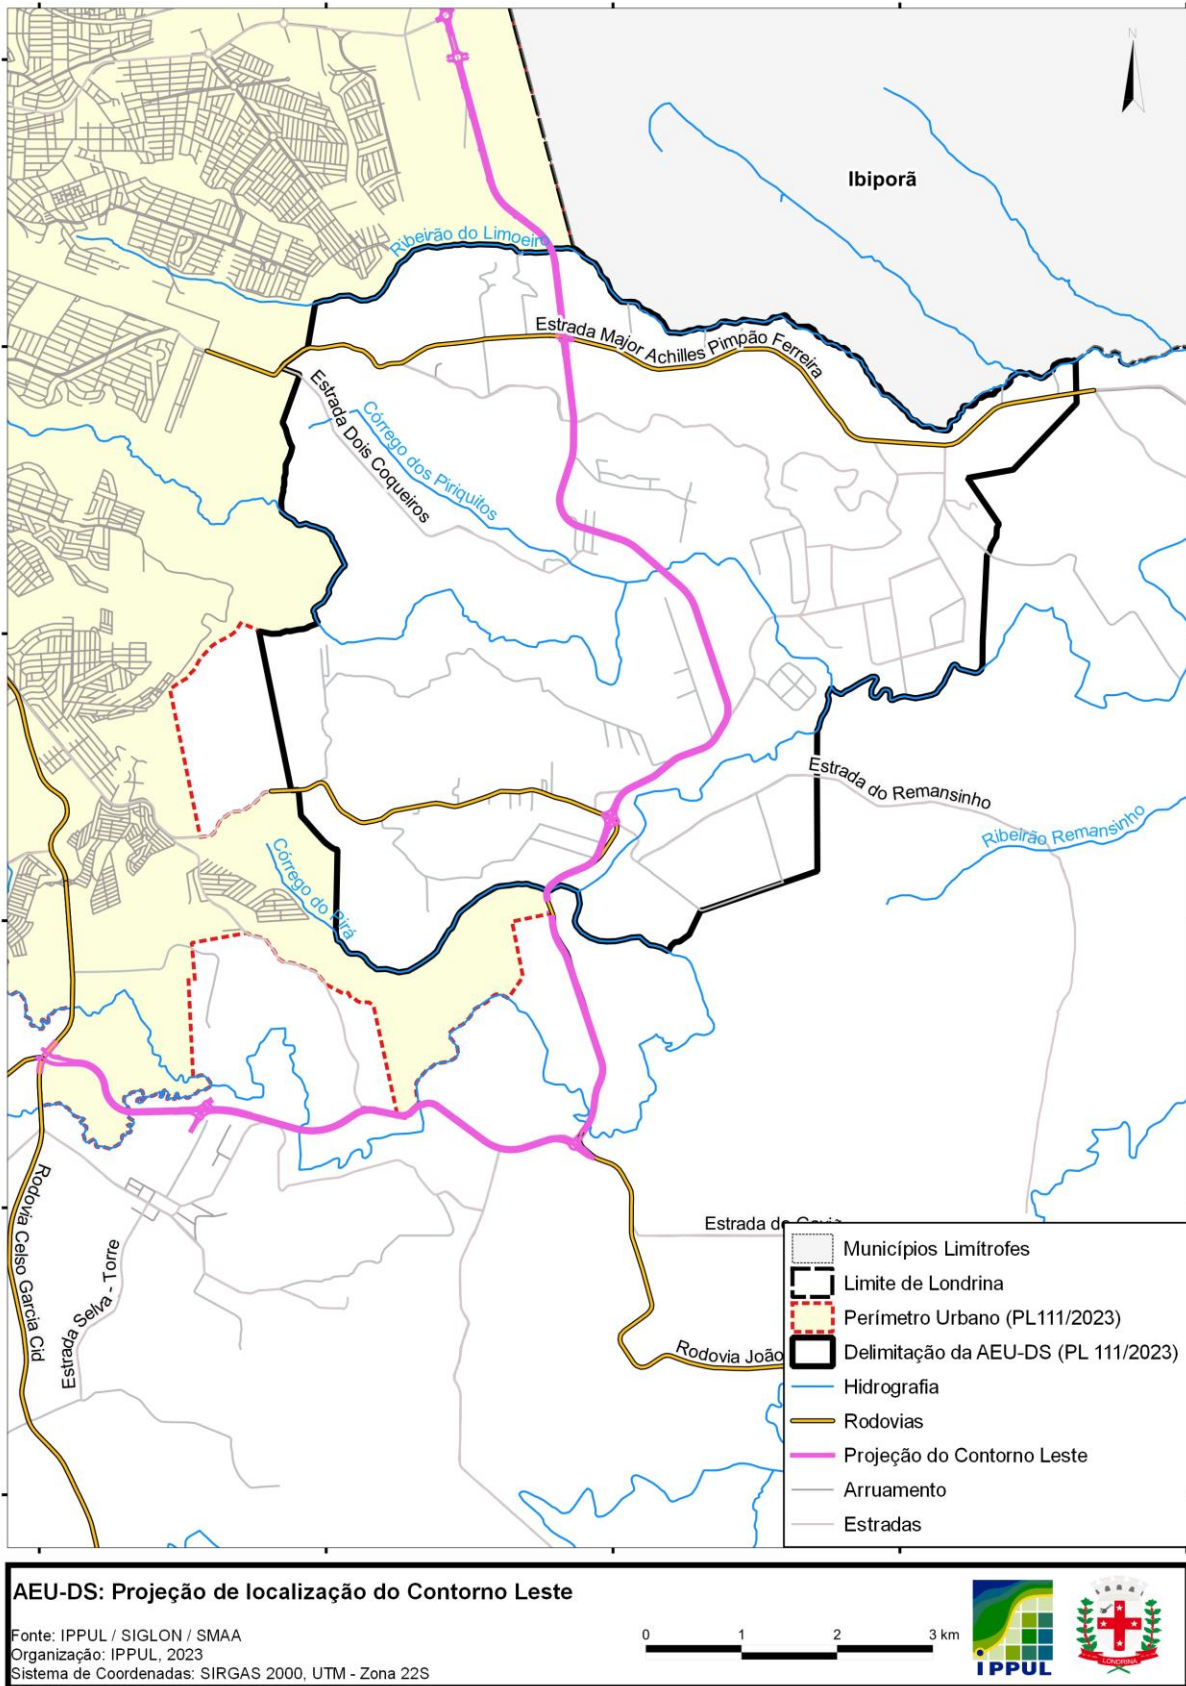 N
Ibiporã
Ribeirão do Limoeiro
Estrada Major Achilles Pimpão Ferreira
Estrada Dois Coqueiros
Córrego dos Piriquitos
Estrada do Remansinho
Ribeirão Remansinho
Córrego do Pirá
Rodovia Celso Garcia Cid
Estrada Selva - Torre
Estrada do
Rodovia João
Municípios Limítrofes
Limite de Londrina
Perímetro Urbano (PL111/2023)
Delimitação da AEU-DS (PL 111/2023)
Hidrografia
Rodovias
Projeção do Contorno Leste
Arruamento
Estradas
AEU-DS: Projeção de localização do Contorno Leste
Fonte: IPPUL / SIGLON / SMAA
Organização: IPPUL, 2023
Sistema de Coordenadas: SIRGAS 2000, UTM - Zona 22S
0 1 2 3 km
IPPUL
LONDRINA